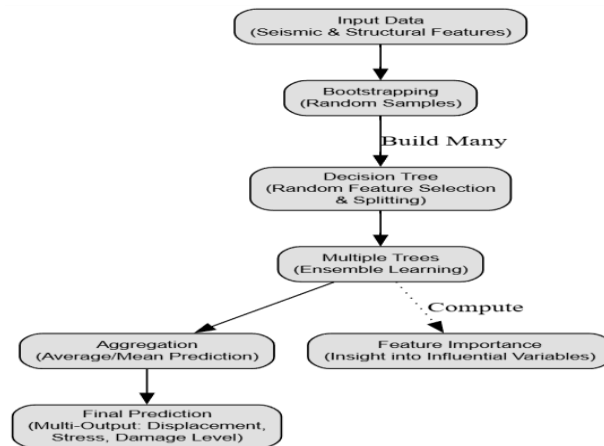 Input Data
(Seismic & Structural Features)
Bootstrapping
(Random Samples)
Build Many
Decision Tree
(Random Feature Selection
& Splitting)
Multiple Trees
(Ensemble Learning)
Compute
Aggregation
(Average/Mean Prediction)
Feature Importance
(Insight into Influential Variables)
Final Prediction
(Multi-Output: Displacement,
Stress, Damage Level)